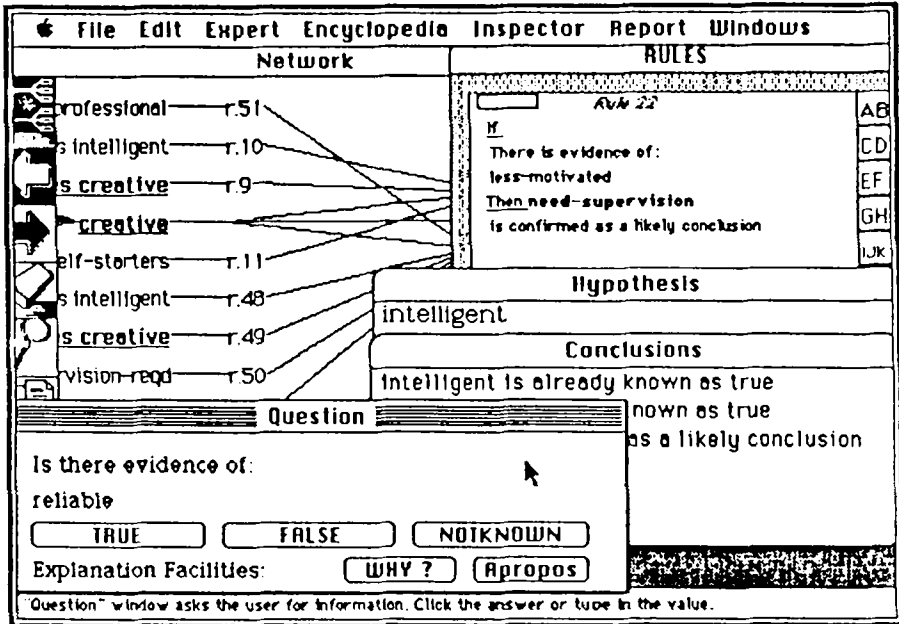 File Edit Expert Encyclopedia Inspector Report Windows
Network
rofessional r.51
s intelligent r.10
s creative r.9
creative
elf-starters r.11
s intelligent r.48
s creative r.49
rvision-reqd r.50
RULES
Rule 22
If
There is evidence of:
less-motivated
Then need-supervision
is confirmed as a likely conclusion
AB
CD
EF
GH
IJK
Hypothesis
intelligent
Conclusions
intelligent is already known as true
nown as true
as a likely conclusion
Question
Is there evidence of:
reliable
TRUE FALSE NOTKNOWN
Explanation Facilities: WHY ? Apropos
"Question" window asks the user for information. Click the answer or type in the value.